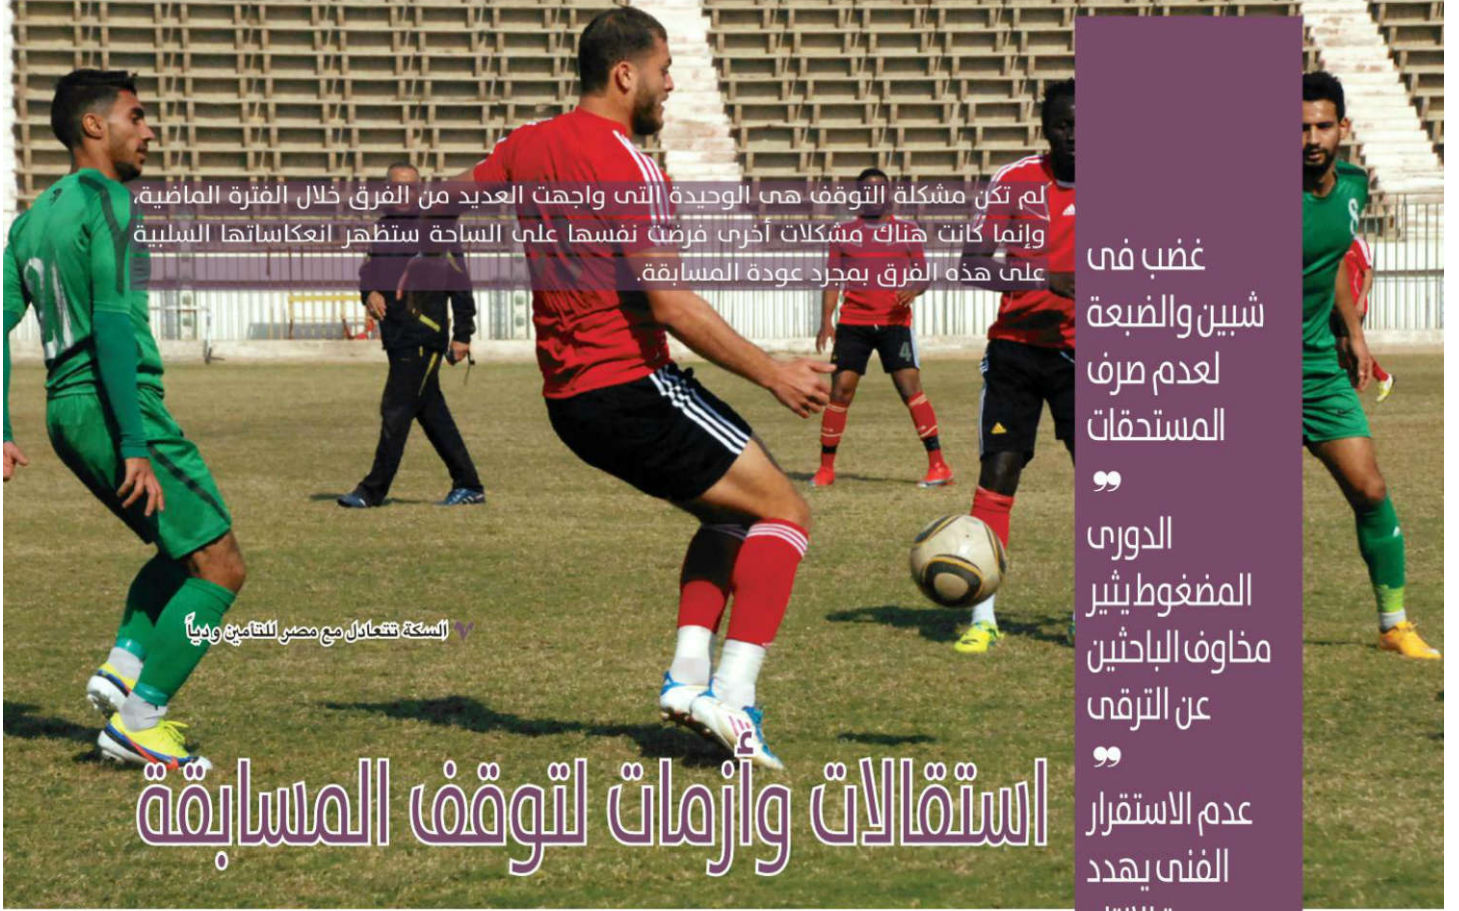 لم تكن مشكلة التوقف هى الوحيدة التى واجهت العديد من الفرق خلال الفترة الماضية،
وإنما كانت هناك مشكلات أخرى فرضت نفسها على الساحة ستظهر انعكاساتها السلبية
على هذه الفرق بمجرد عودة المسابقة.
غضب فى
شبين والضبعة
لعدم صرف
المستحقات
الدورى
المضغوط يثير
مخاوف الباحثين
عن الترقى
عدم الاستقرار
الفنى يهدد
السكة تتعادل مع مصر للتامين ودياً
استقالات وأزمات لتوقف المسابقة
4
8